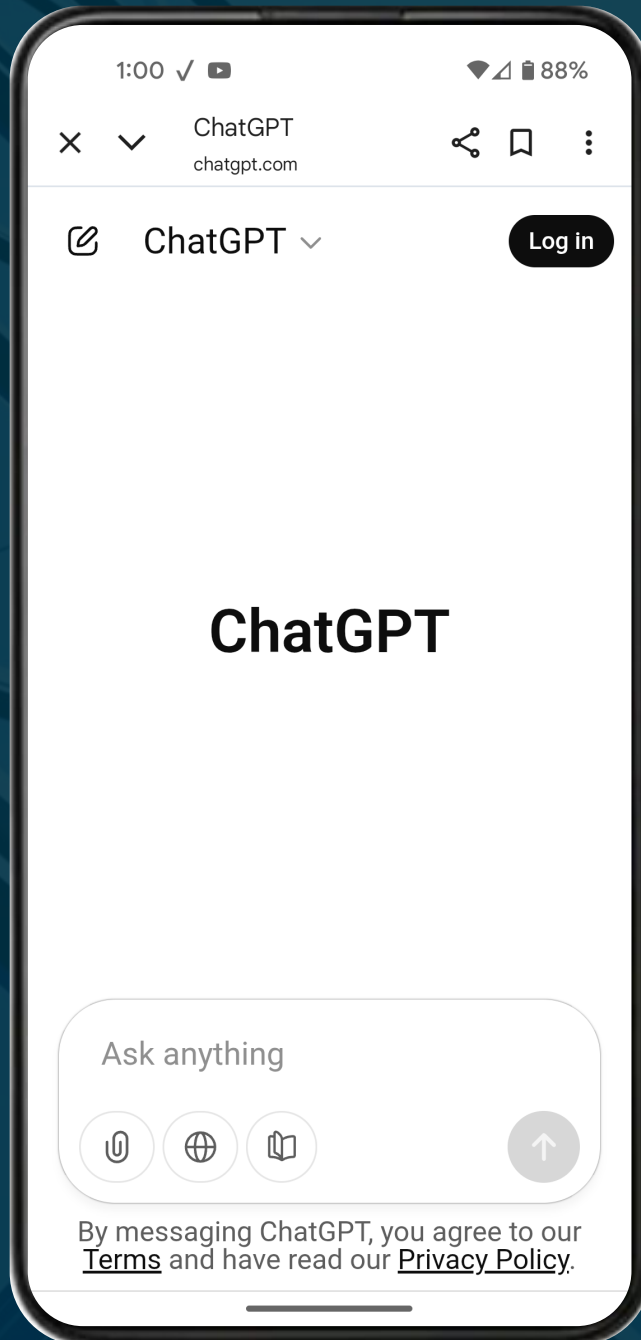 1:00 88%
ChatGPT
chatgpt.com
ChatGPT
Log in
ChatGPT
Ask anything
By messaging ChatGPT, you agree to our
Terms and have read our Privacy Policy.